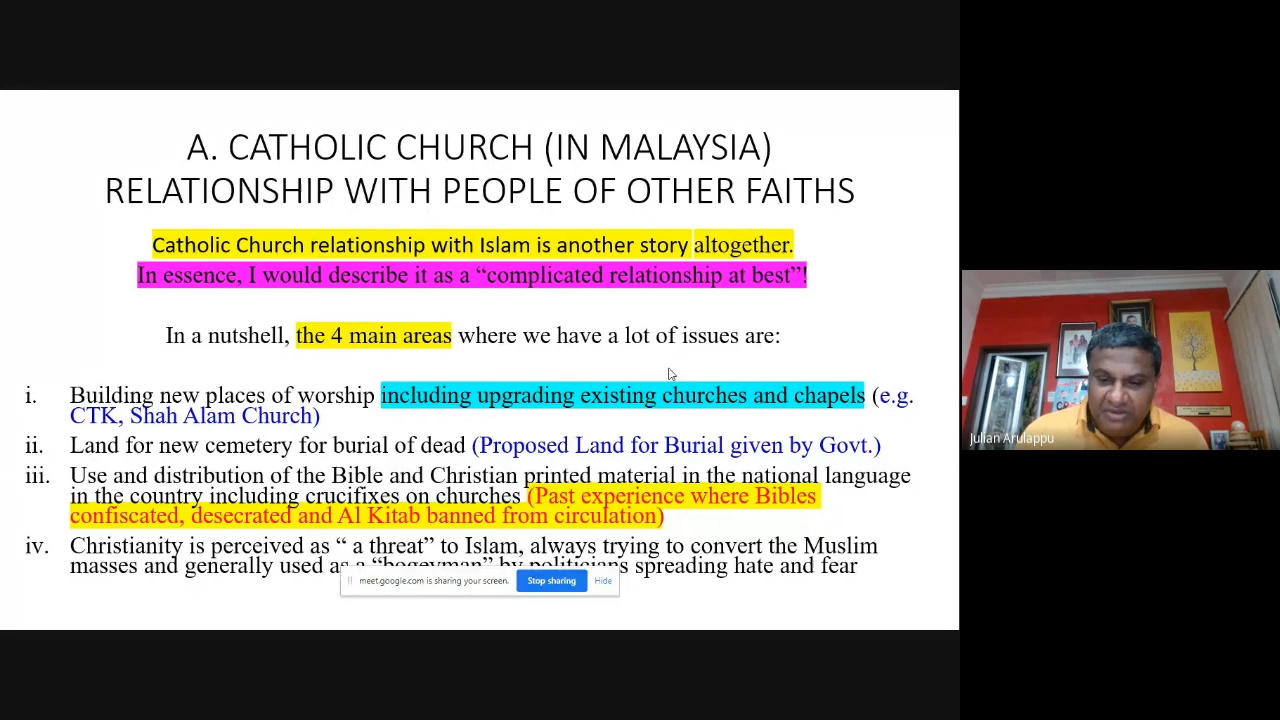 A. CATHOLIC CHURCH (IN MALAYSIA)
RELATIONSHIP WITH PEOPLE OF OTHER FAITHS
Catholic Church relationship with Islam is another story altogether.
In essence, I would describe it as a “complicated relationship at best”!
In a nutshell, the 4 main areas where we have a lot of issues are:
i. Building new places of worship including upgrading existing churches and chapels (e.g.
CTK, Shah Alam Church)
ii. Land for new cemetery for burial of dead (Proposed Land for Burial given by Govt.)
iii. Use and distribution of the Bible and Christian printed material in the national language
in the country including crucifixes on churches (Past experience where Bibles
confiscated, desecrated and Al Kitab banned from circulation)
iv. Christianity is perceived as “ a threat” to Islam, always trying to convert the Muslim
masses and generally used as a “bogeyman” by politicians spreading hate and fear
meet.google.com is sharing your screen. Stop sharing Hide
Julian Arulappu